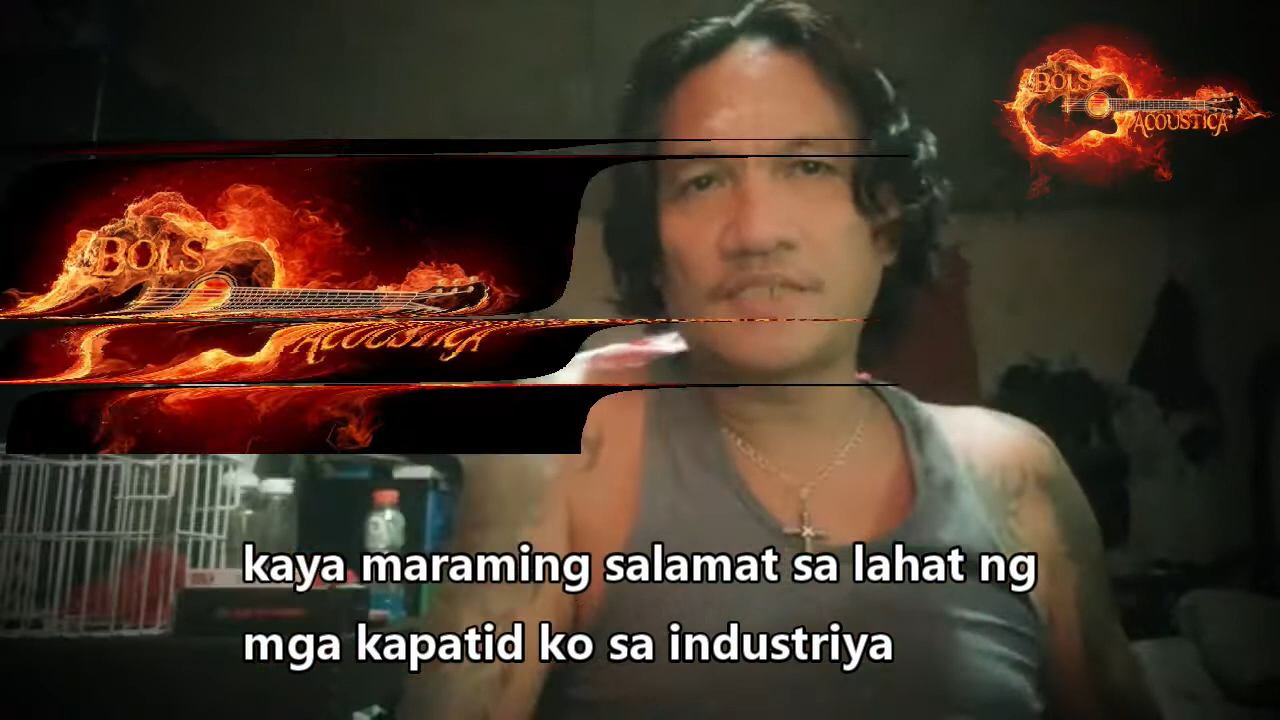 BOLS
ACOUSTICA
BOLS
ACOUSTICA
kaya maraming salamat sa lahat ng
mga kapatid ko sa industriya